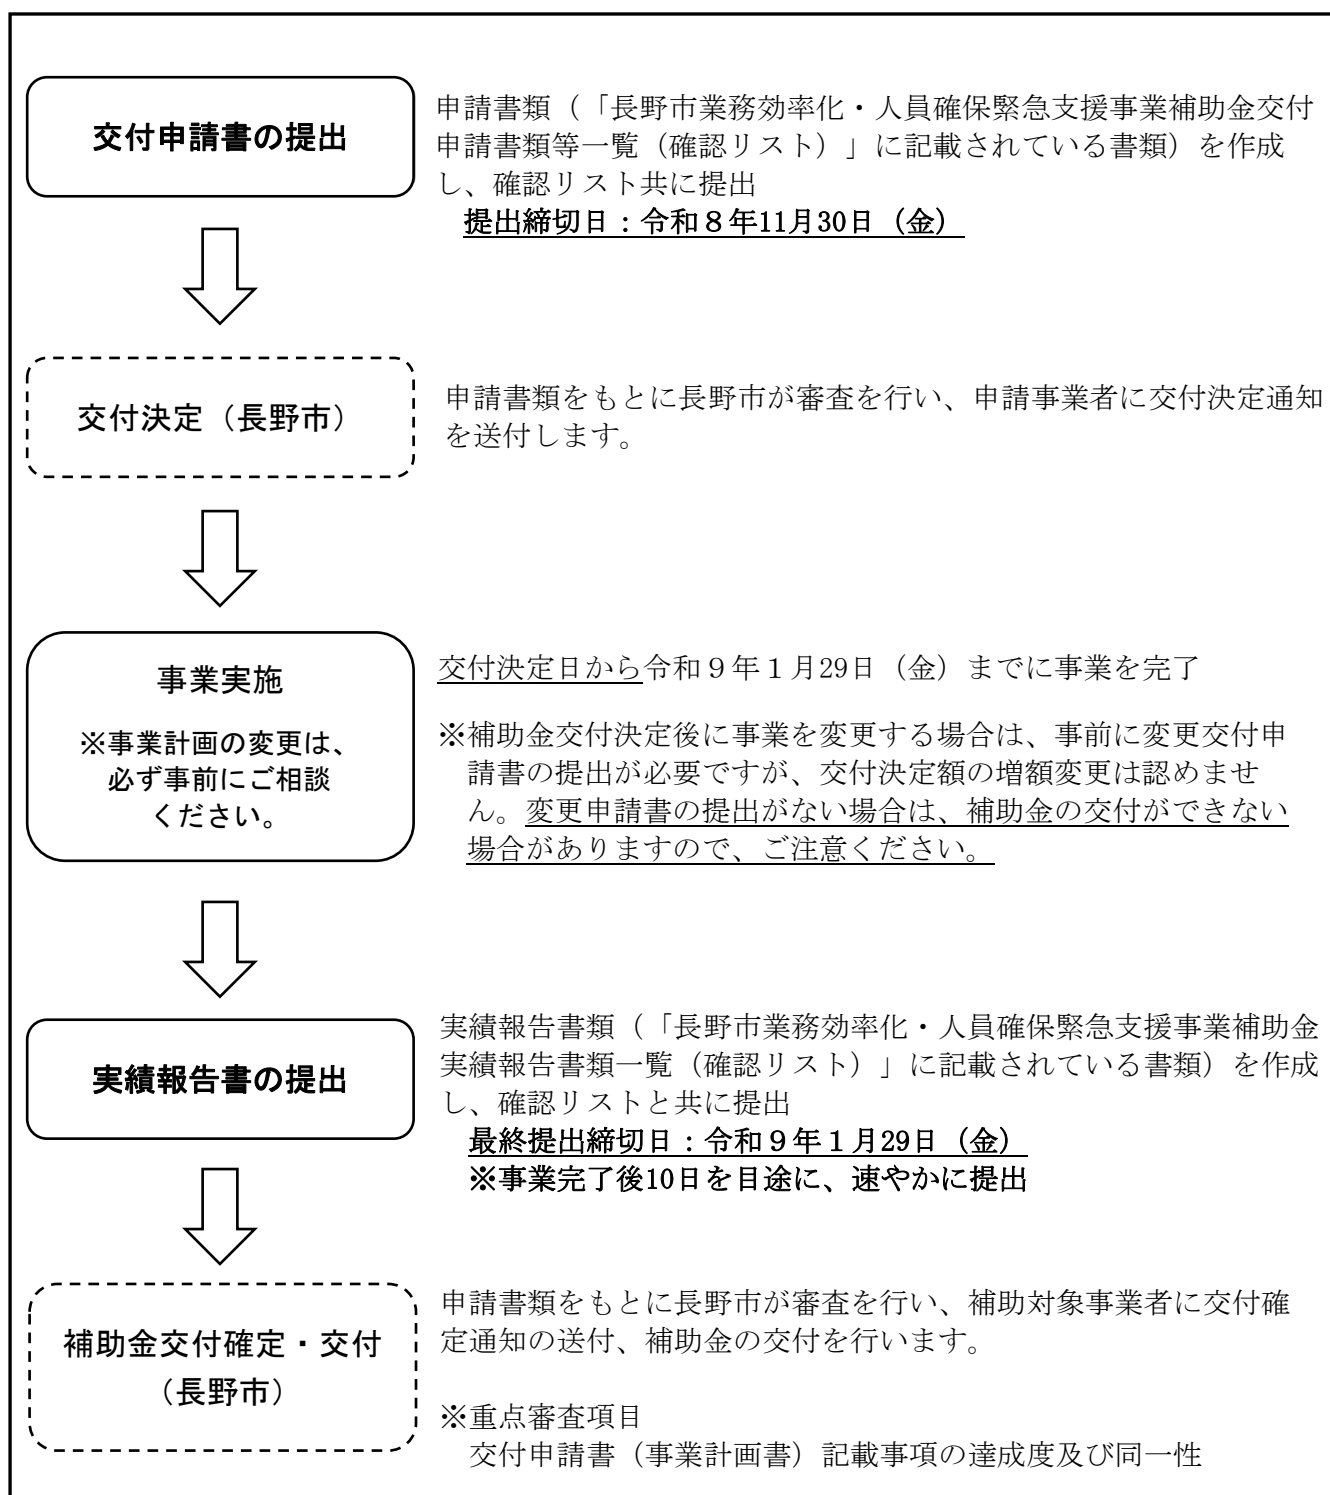 交付申請書の提出
申請書類（「長野市業務効率化・人員確保緊急支援事業補助金交付
申請書類等一覧（確認リスト）」に記載されている書類）を作成
し、確認リスト共に提出
提出締切日：令和８年11月30日（金）
交付決定（長野市）
申請書類をもとに長野市が審査を行い、申請事業者に交付決定通知
を送付します。
事業実施
※事業計画の変更は、
必ず事前にご相談
ください。
交付決定日から令和９年１月29日（金）までに事業を完了
※補助金交付決定後に事業を変更する場合は、事前に変更交付申
請書の提出が必要ですが、交付決定額の増額変更は認めませ
ん。変更申請書の提出がない場合は、補助金の交付ができない
場合がありますので、ご注意ください。
実績報告書の提出
実績報告書類（「長野市業務効率化・人員確保緊急支援事業補助金
実績報告書類一覧（確認リスト）」に記載されている書類）を作成
し、確認リストと共に提出
最終提出締切日：令和９年１月29日（金）
※事業完了後10日を目途に、速やかに提出
補助金交付確定・交付
（長野市）
申請書類をもとに長野市が審査を行い、補助対象事業者に交付確
定通知の送付、補助金の交付を行います。
※重点審査項目
交付申請書（事業計画書）記載事項の達成度及び同一性